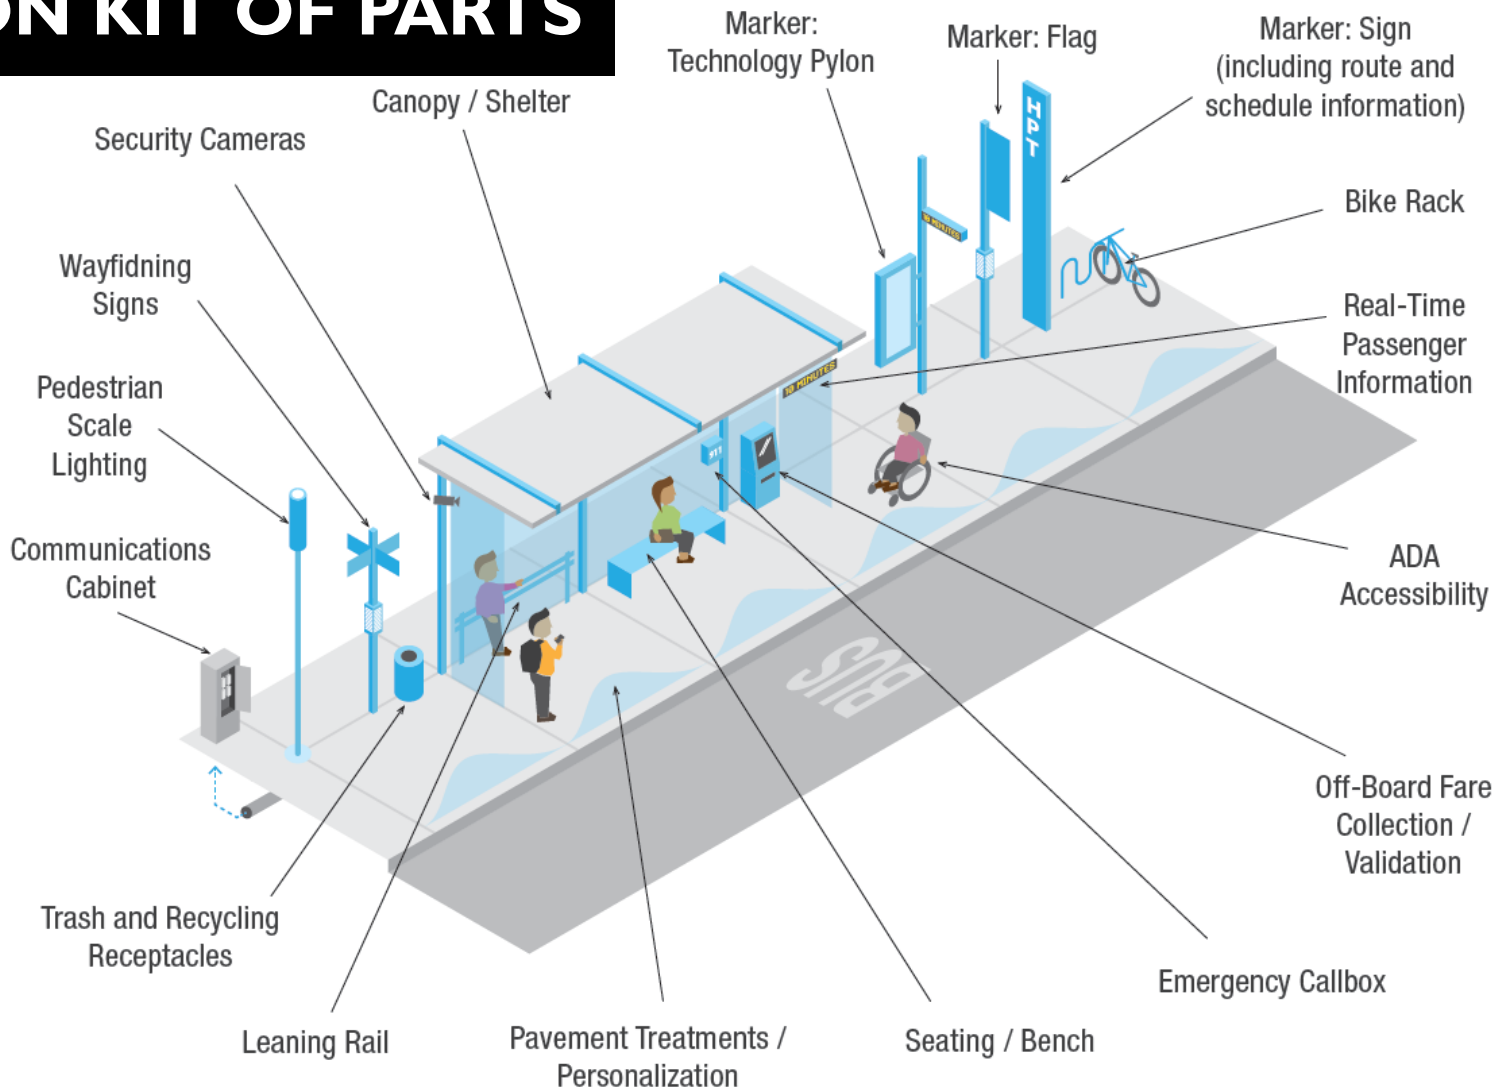 ON KIT OF PARTS
Marker:
Technology Pylon
Marker: Flag
Marker: Sign
(including route and
schedule information)
Canopy / Shelter
Security Cameras
Bike Rack
Wayfidning
Signs
Real-Time
Passenger
Information
Pedestrian
Scale
Lighting
Communications
Cabinet
ADA
Accessibility
Off-Board Fare
Collection /
Validation
Trash and Recycling
Receptacles
Emergency Callbox
Leaning Rail
Pavement Treatments /
Personalization
Seating / Bench
HPT
10 MINUTES
10 MINUTES
911
BUS